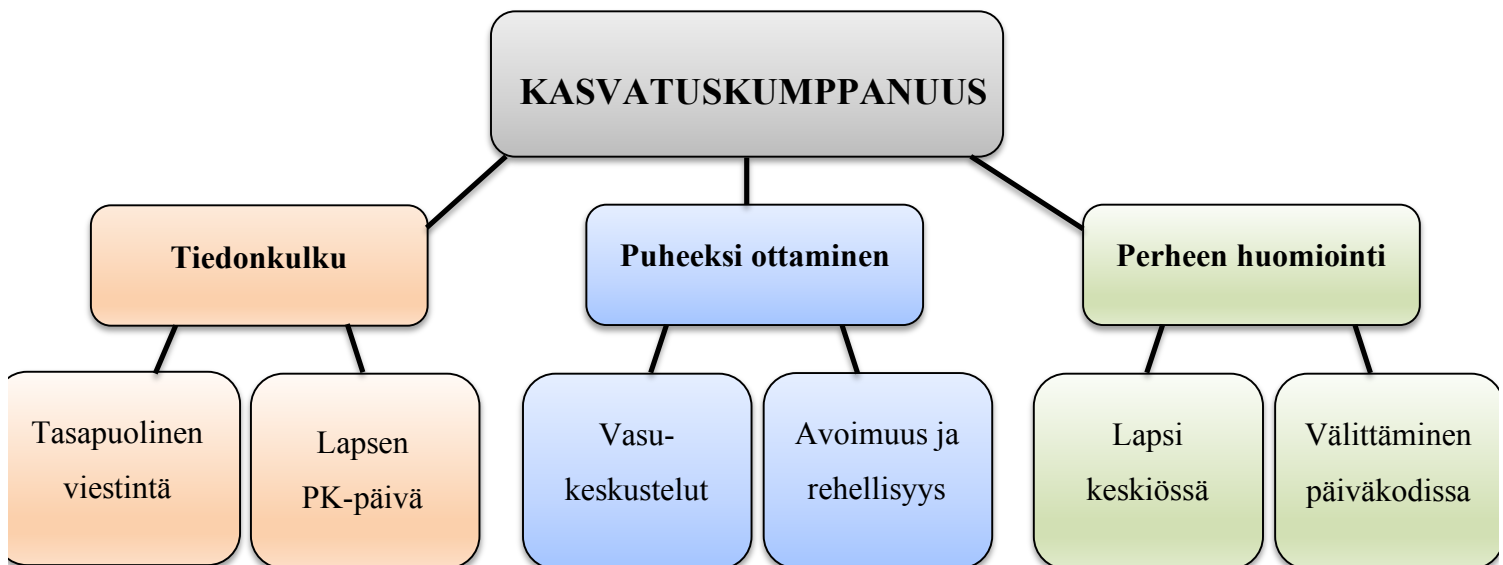 KASVATUSKUMPPANUUS
Tiedonkulku
Puheeksi ottaminen
Perheen huomiointi
Tasapuolinen
viestintä
Lapsen
PK-päivä
Vasu-
keskustelut
Avoimuus ja
rehellisyys
Lapsi
keskiössä
Välittäminen
päiväkodissa